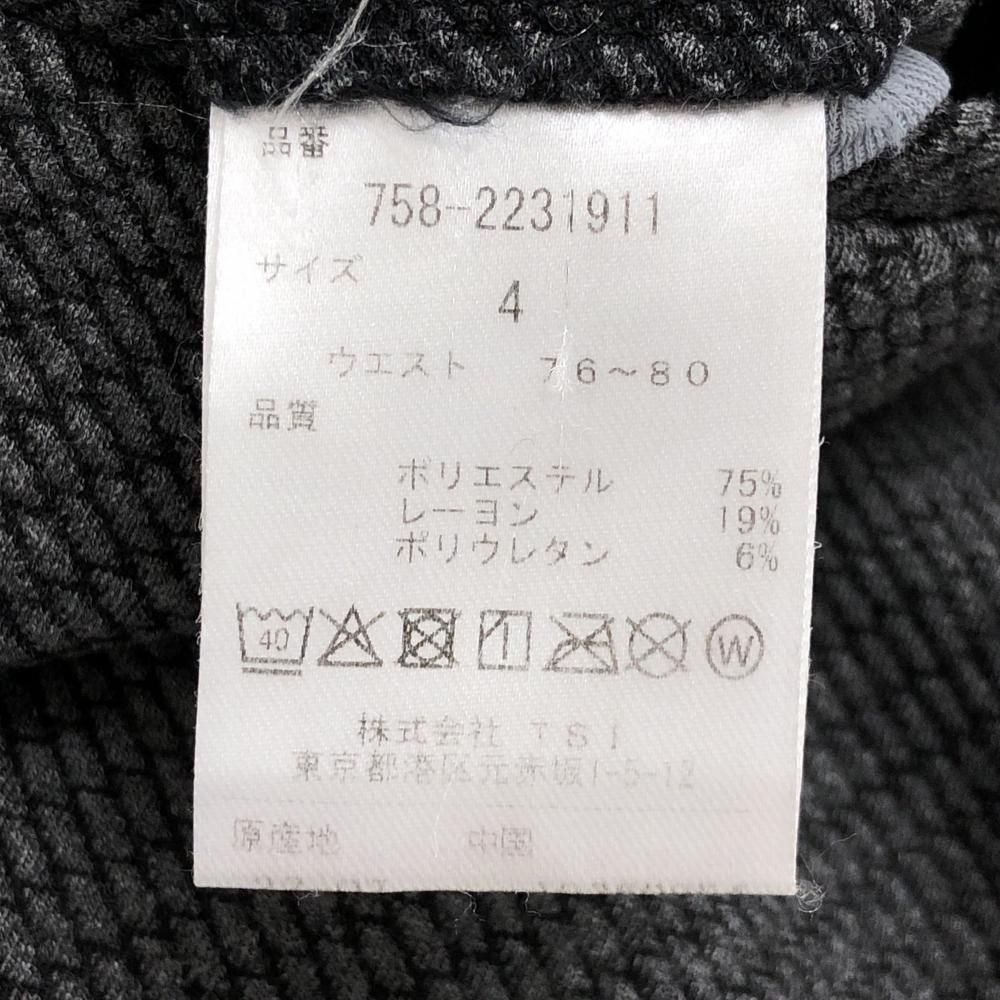 品番
758-2231911
サイズ
4
ウエスト 76～80
品質
ポリエステル 75%
レーヨン 19%
ポリウレタン 6%
40
W
株式会社 TSI
東京都港区元赤坂1-5-12
原産地 中国